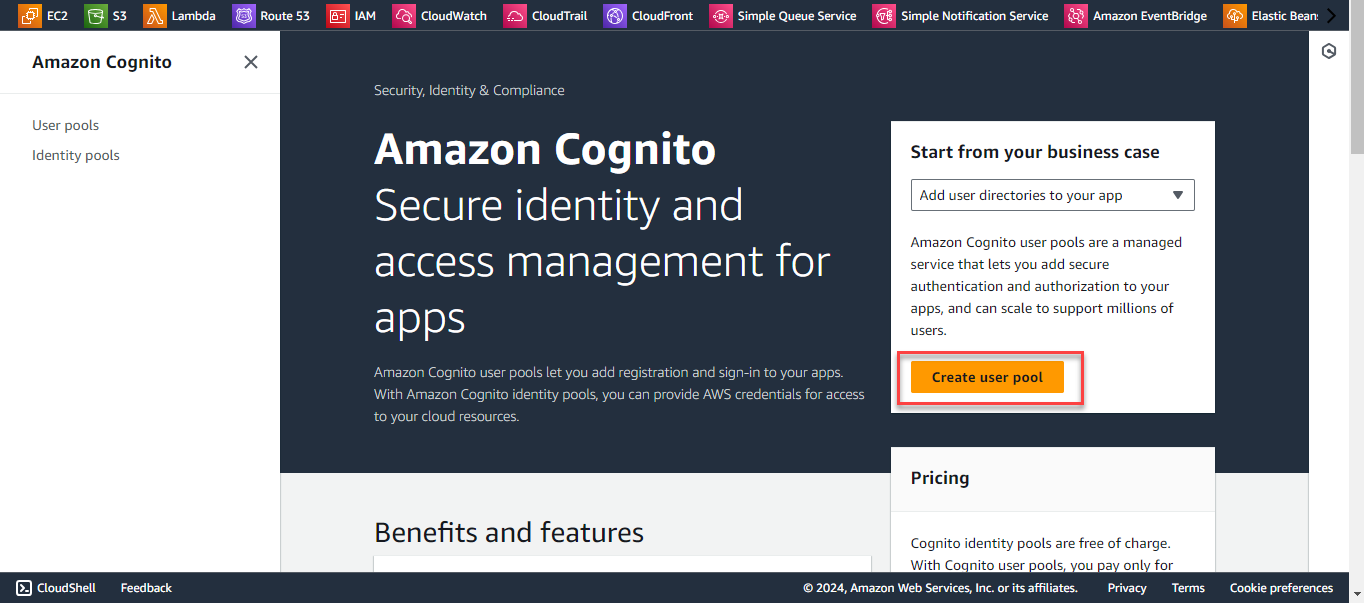 EC2 S3 Lambda Route 53 IAM CloudWatch CloudTrail CloudFront Simple Queue Service Simple Notification Service Amazon EventBridge Elastic Bean
Amazon Cognito
User pools
Identity pools
Security, Identity & Compliance
Amazon Cognito
Secure identity and
access management for
apps
Amazon Cognito user pools let you add registration and sign-in to your apps.
With Amazon Cognito identity pools, you can provide AWS credentials for access
to your cloud resources.
Start from your business case
Add user directories to your app
Amazon Cognito user pools are a managed
service that lets you add secure
authentication and authorization to your
apps, and can scale to support millions of
users.
Create user pool
Pricing
Cognito identity pools are free of charge.
With Cognito user pools, you pay only for
Benefits and features
CloudShell Feedback © 2024, Amazon Web Services, Inc. or its affiliates. Privacy Terms Cookie preferences